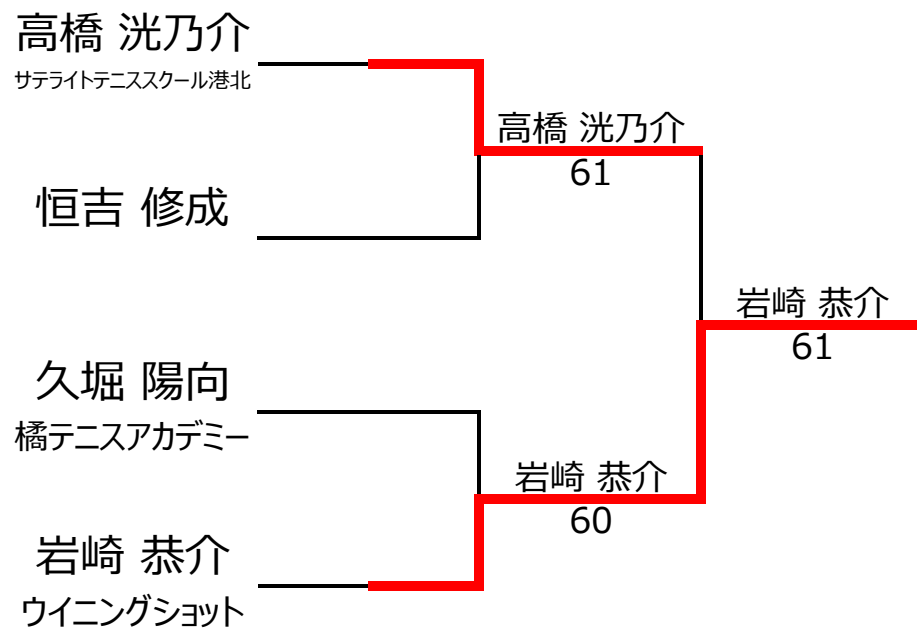 高橋 洸乃介
サテライトテニススクール港北
高橋 洸乃介
61
恒吉 修成
岩崎 恭介
61
久堀 陽向
橘テニスアカデミー
岩崎 恭介
60
岩崎 恭介
ウイニングショット